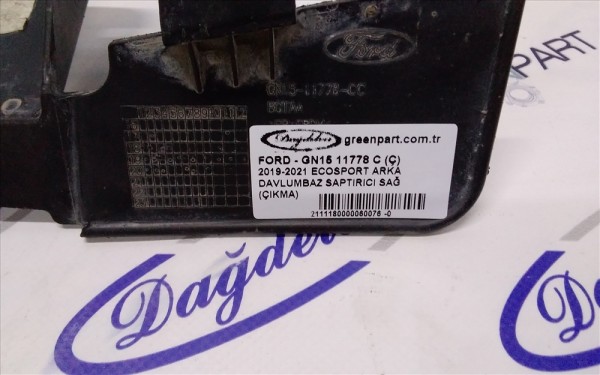 Ford
GN15-11778-CC
Dağdelen greenpart.com.tr
FORD - GN15 11778 C (Ç)
2019-2021 ECOSPORT ARKA
DAVLUMBAZ SAPTIRICI SAĞ
(ÇIKMA)
2111180000060076 -0
PART
Dağdelen